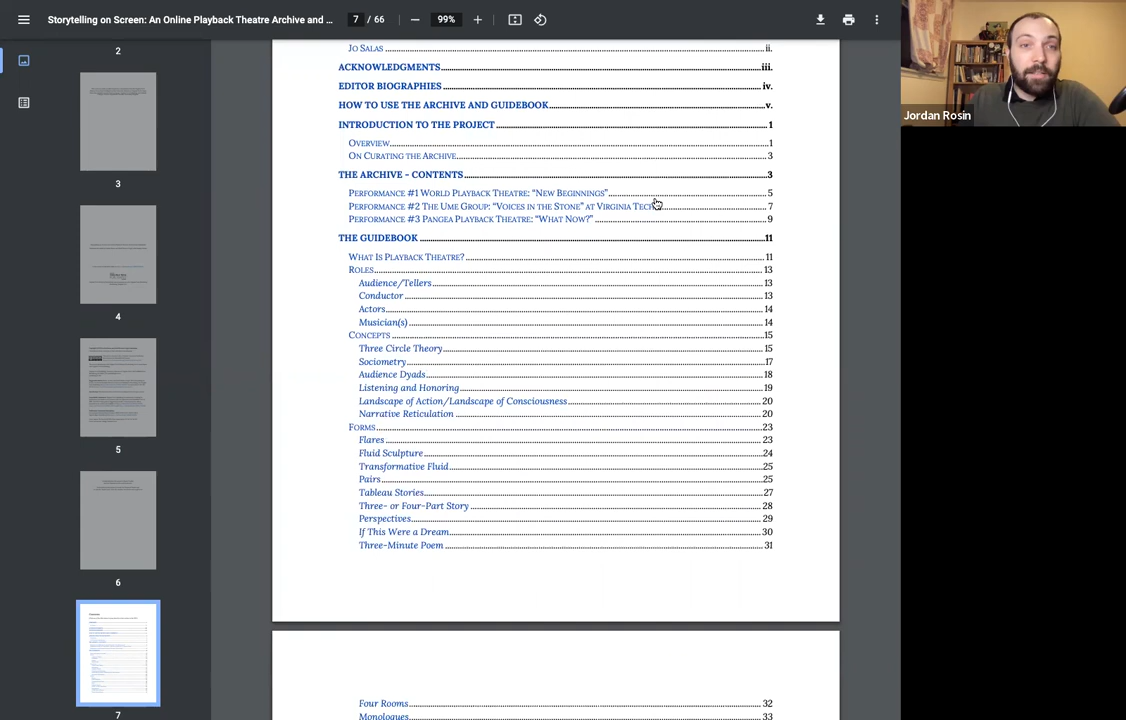 Storytelling on Screen: An Online Playback Theatre Archive and ...
7 / 66
99%
Jordan Rosin
2
3
4
5
6
7
Jo Salas ii.
ACKNOWLEDGMENTS iii.
EDITOR BIOGRAPHIES iv.
HOW TO USE THE ARCHIVE AND GUIDEBOOK v.
INTRODUCTION TO THE PROJECT 1
Overview 1
On Curating the Archive 3
THE ARCHIVE - CONTENTS 3
Performance #1 World Playback Theatre: “New Beginnings” 5
Performance #2 The Ume Group: “Voices in the Stone” at Virginia Tech 7
Performance #3 Pangea Playback Theatre: “What Now?” 9
THE GUIDEBOOK 11
What Is Playback Theatre? 11
Roles 13
Audience/Tellers 13
Conductor 13
Actors 14
Musician(s) 14
Concepts 15
Three Circle Theory 15
Sociometry 17
Audience Dyads 18
Listening and Honoring 19
Landscape of Action/Landscape of Consciousness 20
Narrative Reticulation 20
Forms 23
Flares 23
Fluid Sculpture 24
Transformative Fluid 25
Pairs 25
Tableau Stories 27
Three- or Four-Part Story 28
Perspectives 29
If This Were a Dream 30
Three-Minute Poem 31
Four Rooms 32
Monologues 33